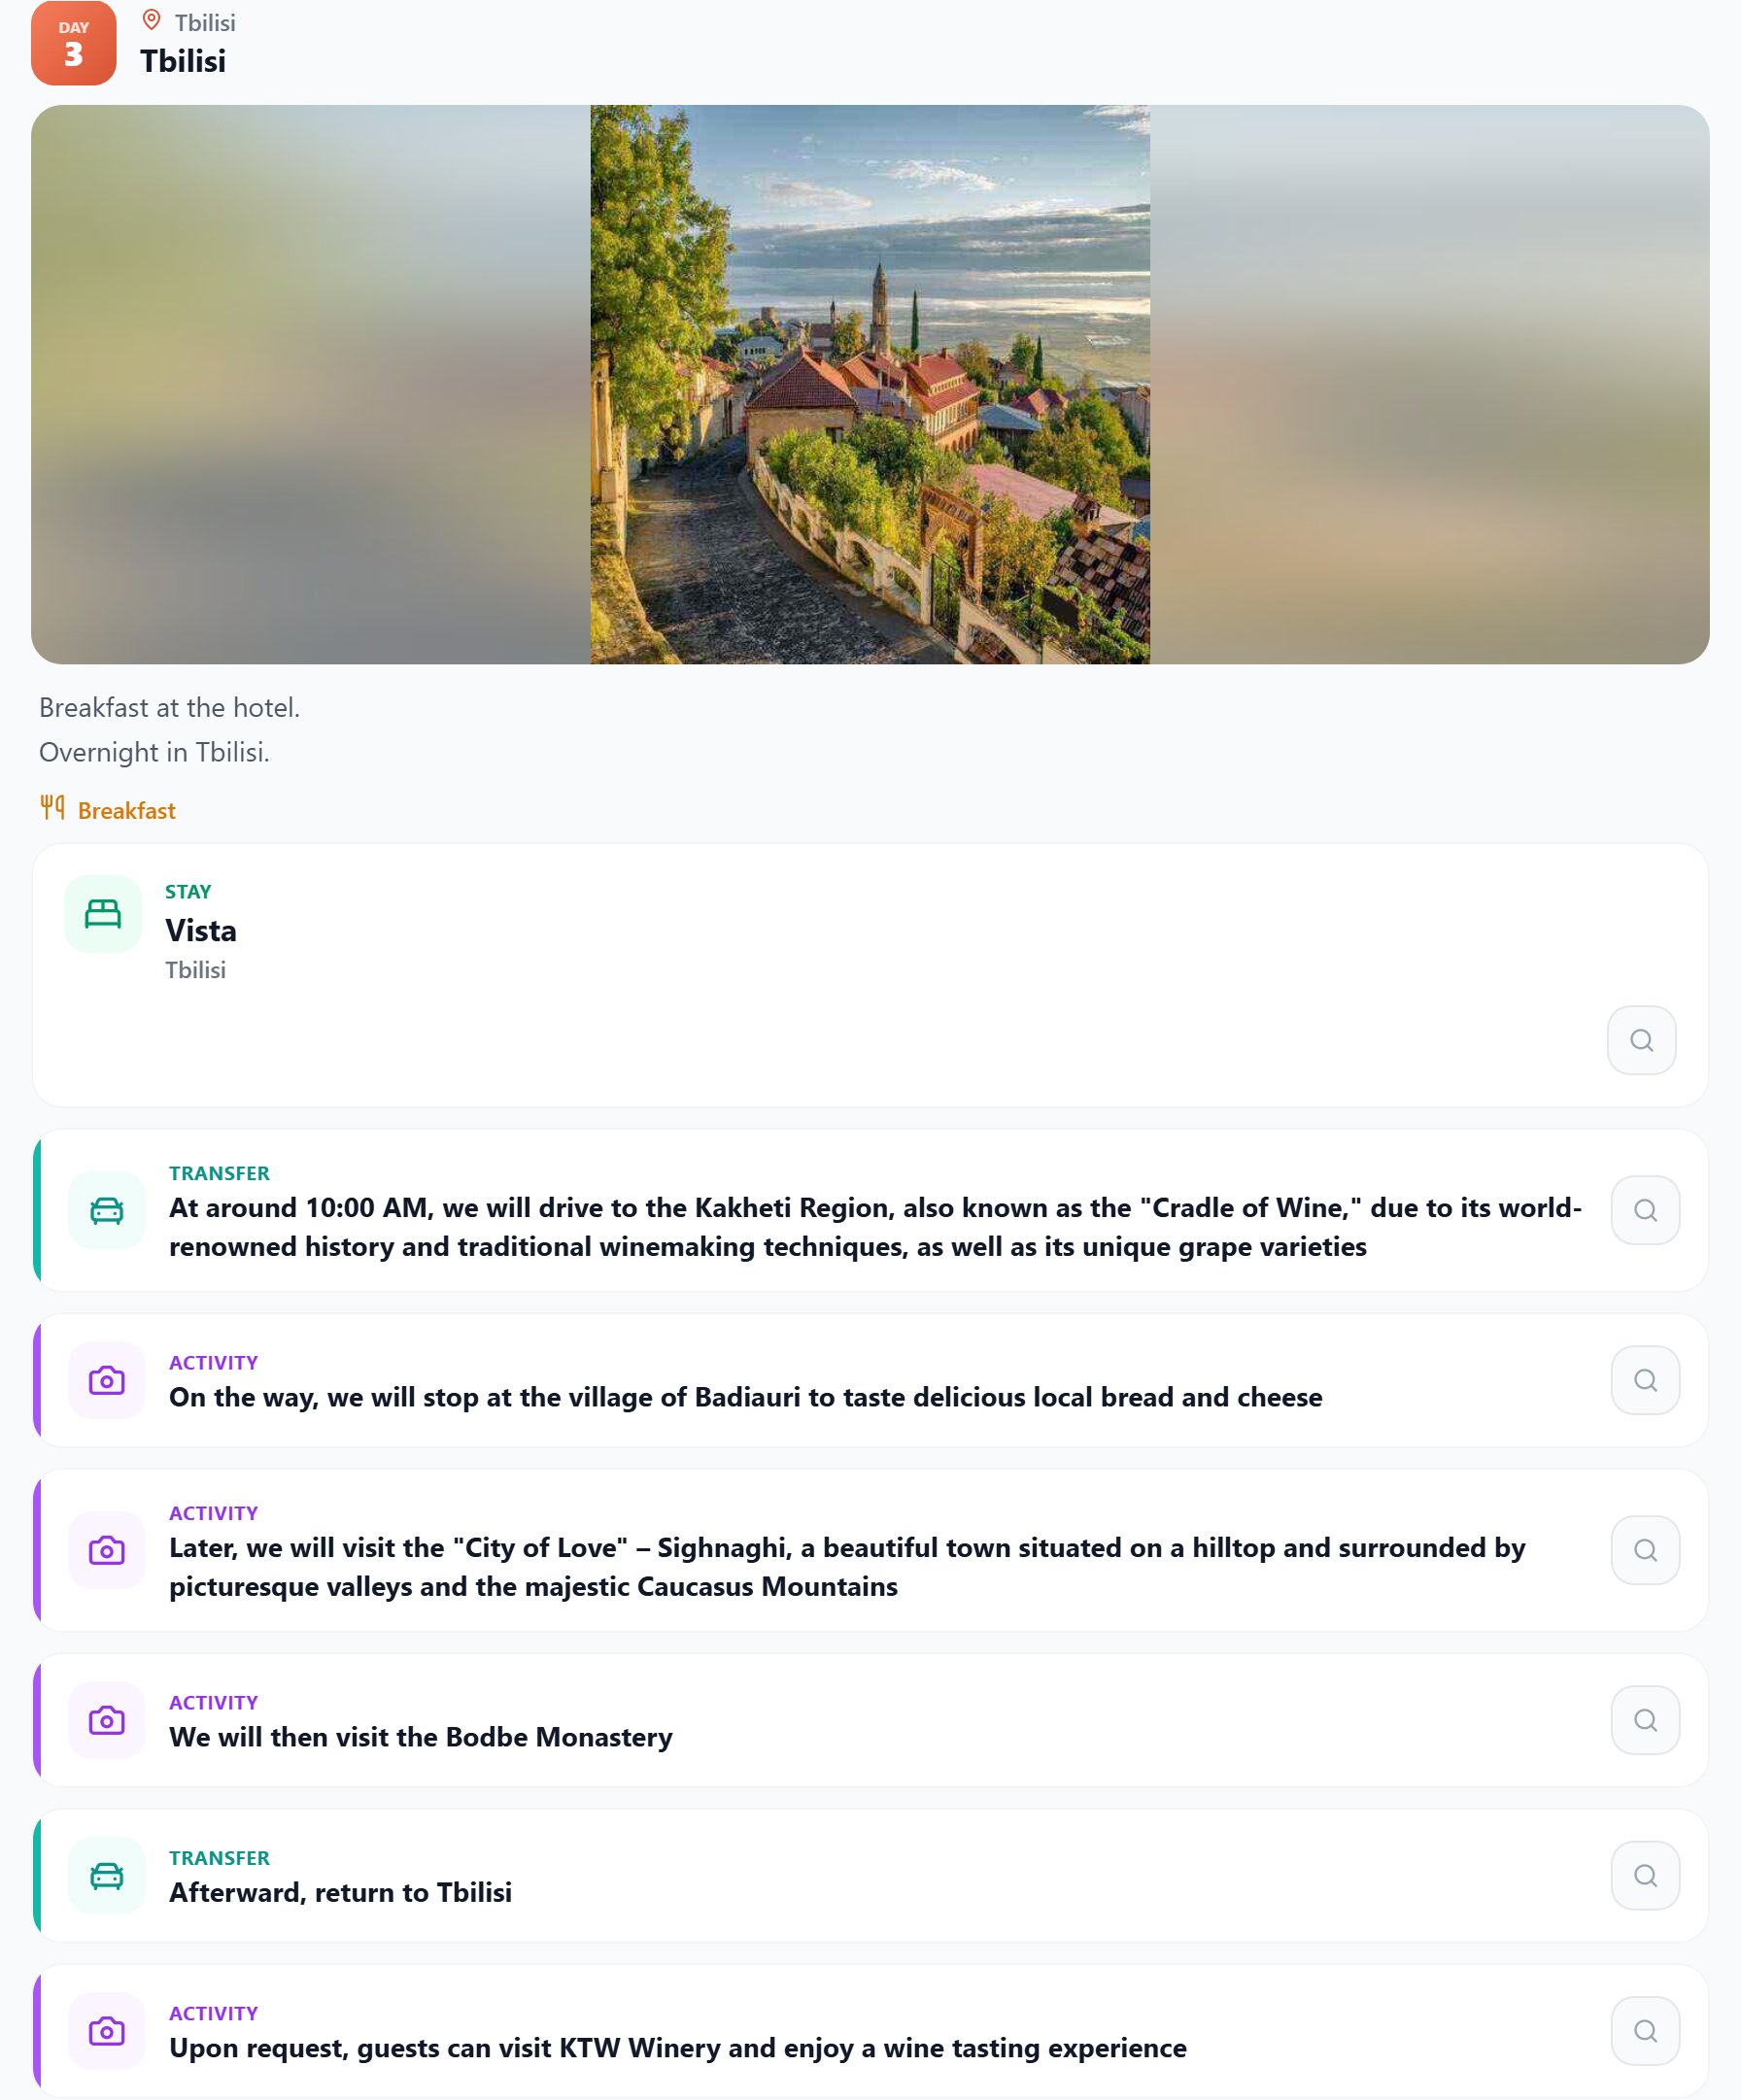 DAY
3
Tbilisi
Tbilisi
Breakfast at the hotel.
Overnight in Tbilisi.
Breakfast
STAY
Vista
Tbilisi
TRANSFER
At around 10:00 AM, we will drive to the Kakheti Region, also known as the "Cradle of Wine," due to its world-
renowned history and traditional winemaking techniques, as well as its unique grape varieties
ACTIVITY
On the way, we will stop at the village of Badiauri to taste delicious local bread and cheese
ACTIVITY
Later, we will visit the "City of Love" – Sighnaghi, a beautiful town situated on a hilltop and surrounded by
picturesque valleys and the majestic Caucasus Mountains
ACTIVITY
We will then visit the Bodbe Monastery
TRANSFER
Afterward, return to Tbilisi
ACTIVITY
Upon request, guests can visit KTW Winery and enjoy a wine tasting experience